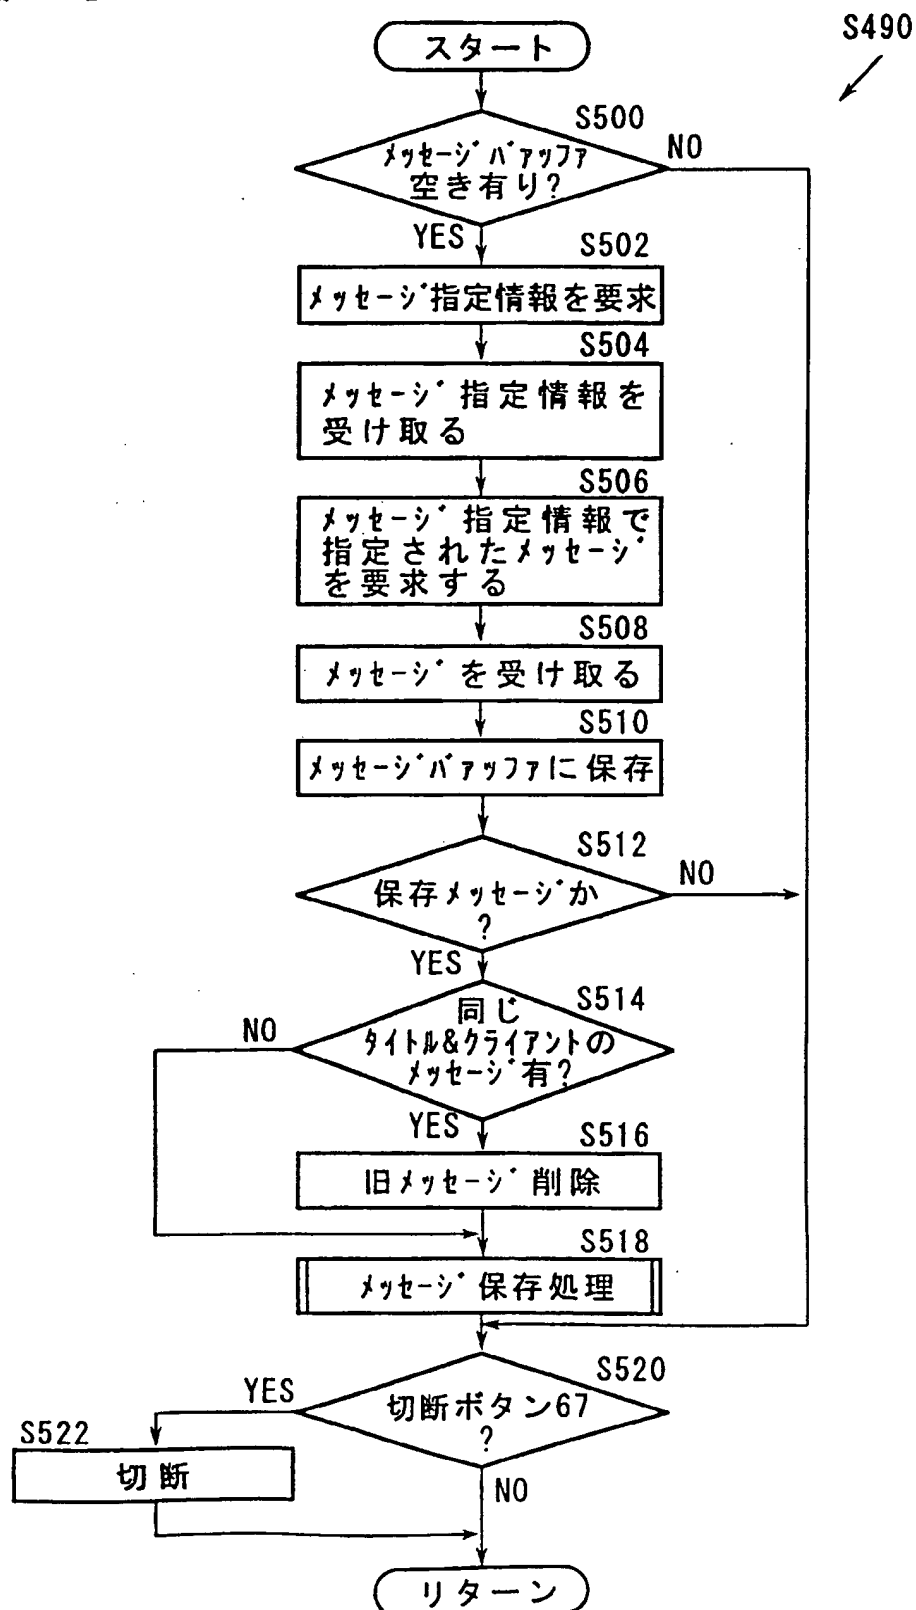 S490
スタート
S500
メッセージバァッファ
空き有り?
NO
YES
S502
メッセージ指定情報を要求
S504
メッセージ指定情報を
受け取る
S506
メッセージ指定情報で
指定されたメッセージ
を要求する
S508
メッセージを受け取る
S510
メッセージバァッファに保存
S512
保存メッセージか
?
NO
YES
S514
同じ
タイトル&クライアントの
メッセージ有?
NO
YES
S516
旧メッセージ削除
S518
メッセージ保存処理
S520
切断ボタン67
?
YES
S522
切断
NO
リターン